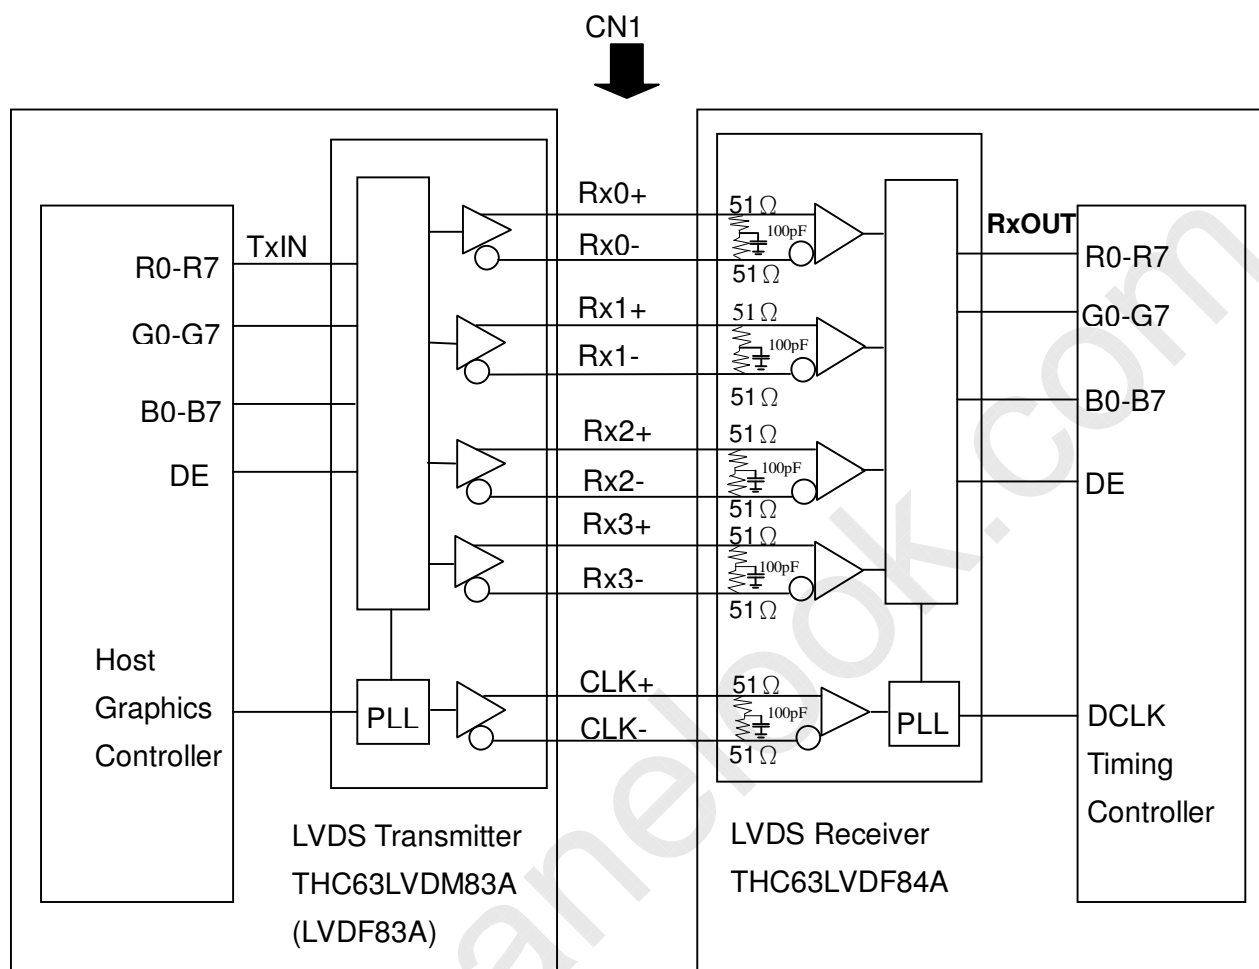 CN1
TxIN
R0-R7
G0-G7
B0-B7
DE
Host
Graphics
Controller
PLL
LVDS Transmitter
THC63LVDM83A
(LVDF83A)
Rx0+
Rx0-
Rx1+
Rx1-
Rx2+
Rx2-
Rx3+
Rx3-
CLK+
CLK-
51Ω
100pF
51Ω
51Ω
100pF
51Ω
51Ω
100pF
51Ω
51Ω
100pF
51Ω
51Ω
100pF
51Ω
PLL
LVDS Receiver
THC63LVDF84A
RxOUT
R0-R7
G0-G7
B0-B7
DE
DCLK
Timing
Controller
anelook.com